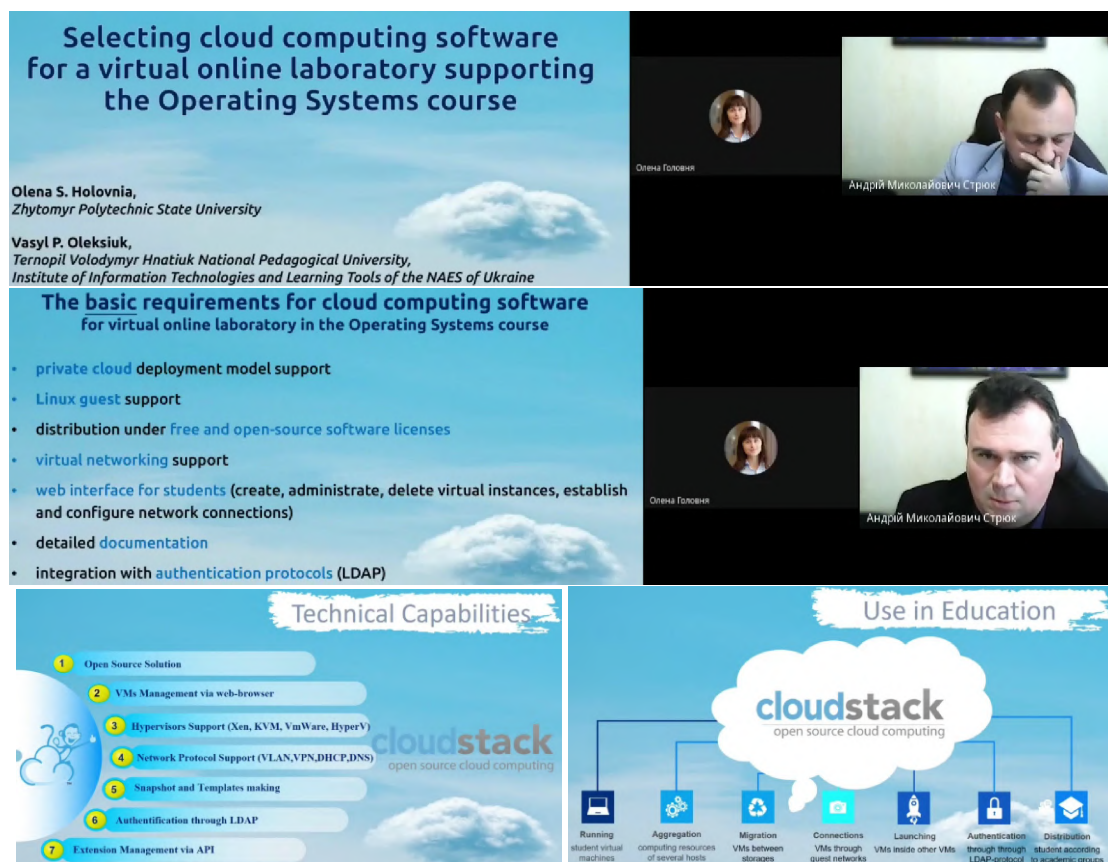 Selecting cloud computing software
for a virtual online laboratory supporting
the Operating Systems course
Olena S. Holovnia,
Zhytomyr Polytechnic State University
Vasyl P. Oleksiuk,
Ternopil Volodymyr Hnatiuk National Pedagogical University,
Institute of Information Technologies and Learning Tools of the NAES of Ukraine
Олена Головня
Андрій Миколайович Стрюк
The basic requirements for cloud computing software
for virtual online laboratory in the Operating Systems course
• private cloud deployment model support
• Linux guest support
• distribution under free and open-source software licenses
• virtual networking support
• web interface for students (create, administrate, delete virtual instances, establish
and configure network connections)
• detailed documentation
• integration with authentication protocols (LDAP)
Олена Головня
Андрій Миколайович Стрюк
Technical Capabilities
1 Open Source Solution
2 VMs Management via web-browser
3 Hypervisors Support (Xen, KVM, VmWare, HyperV)
4 Network Protocol Support (VLAN,VPN,DHCP,DNS)
5 Snapshot and Templates making
6 Authentification through LDAP
7 Extension Management via API
cloudstack
open source cloud computing
Use in Education
cloudstack
open source cloud computing
Running
student virtual
machines
Aggregation
computing resources
of several hosts
Migration
VMs between
storages
Connections
VMs through
guest networks
Launching
VMs inside other VMs
Authentication
through through
LDAP-protocol
Distribution
student according
to academic groups